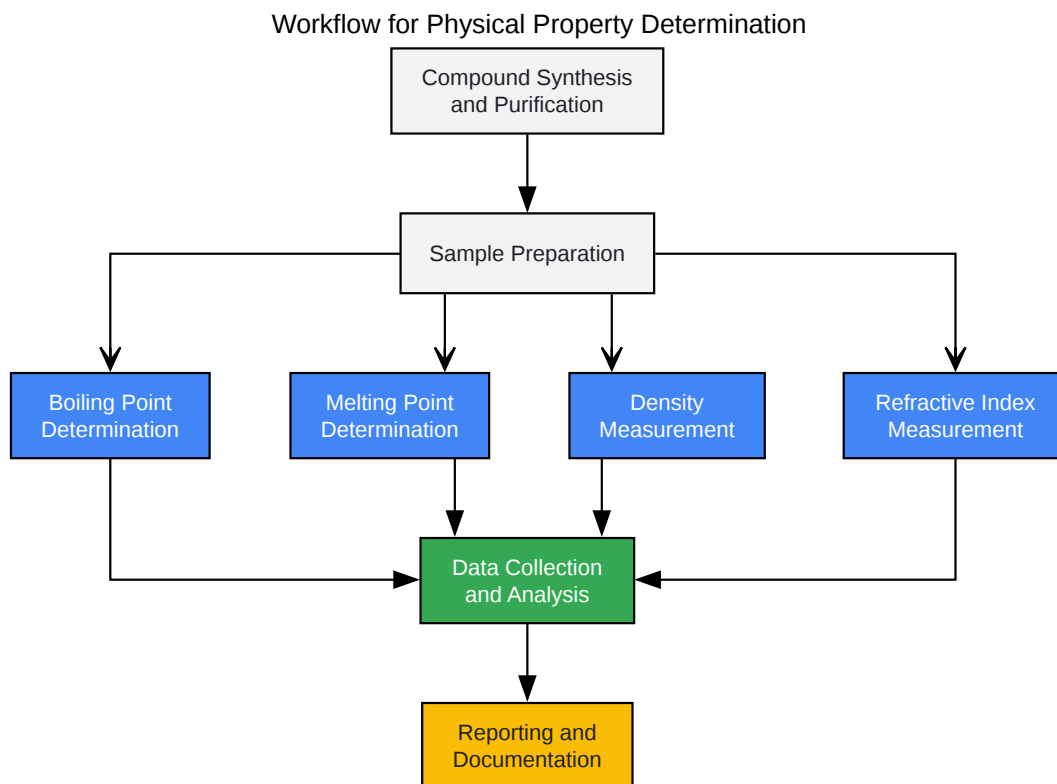 Workflow for Physical Property Determination
Compound Synthesis
and Purification
Sample Preparation
Boiling Point
Determination
Melting Point
Determination
Density
Measurement
Refractive Index
Measurement
Data Collection
and Analysis
Reporting and
Documentation